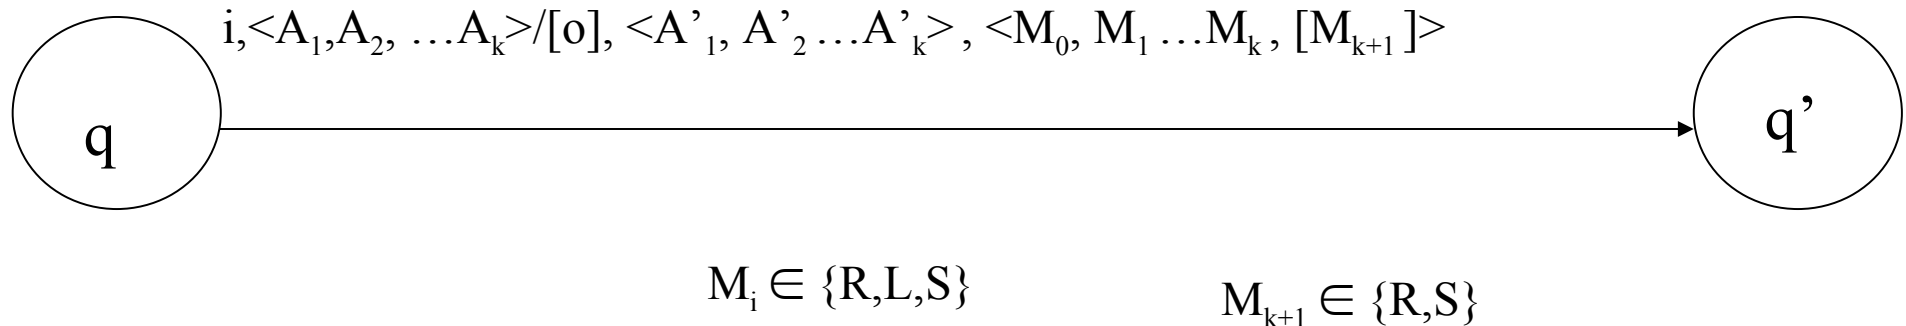 i,<A₁,A₂, …Aₖ>/[o], <A’₁, A’₂ …A’ₖ> , <M₀, M₁ …Mₖ, [Mₖ₊₁ ]>
q
q’
Mᵢ ∈ {R,L,S}
Mₖ₊₁ ∈ {R,S}